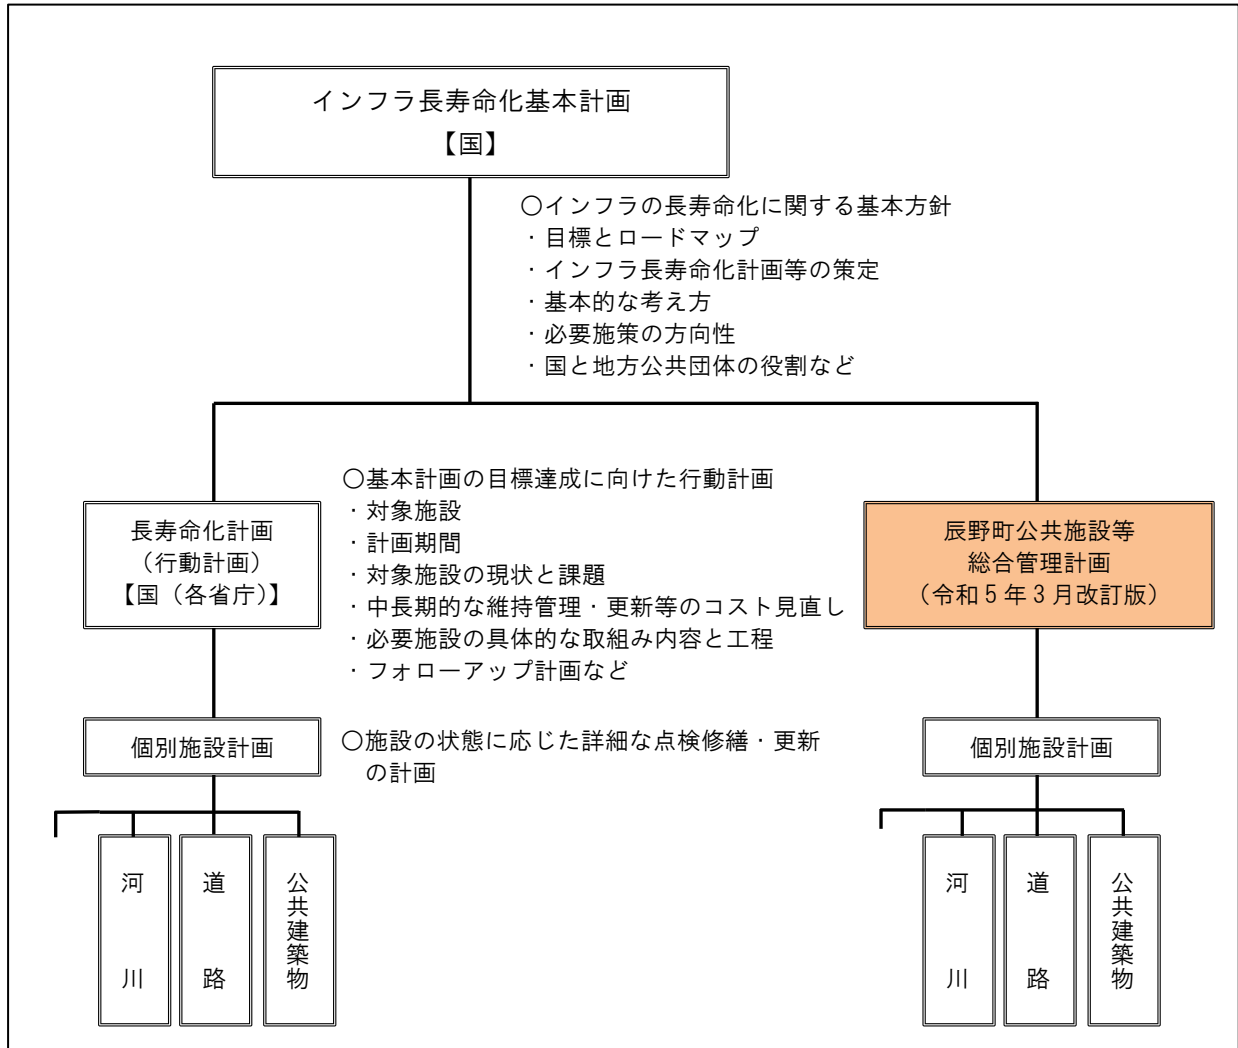 インフラ長寿命化基本計画
【国】
○インフラの長寿命化に関する基本方針
・目標とロードマップ
・インフラ長寿命化計画等の策定
・基本的な考え方
・必要施策の方向性
・国と地方公共団体の役割など
長寿命化計画
（行動計画）
【国（各省庁）】
○基本計画の目標達成に向けた行動計画
・対象施設
・計画期間
・対象施設の現状と課題
・中長期的な維持管理・更新等のコスト見直し
・必要施設の具体的な取組み内容と工程
・フォローアップ計画など
辰野町公共施設等
総合管理計画
（令和５年３月改訂版）
個別施設計画
○施設の状態に応じた詳細な点検修繕・更新
の計画
個別施設計画
河川
道路
公共建築物
河川
道路
公共建築物